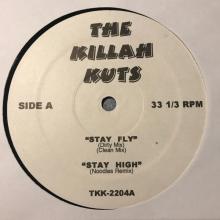 THE
KILLAH
KUTS
SIDE A
33 1/3 RPM
"STAY FLY"
(Dirty Mix)
(Clean Mix)
"STAY HIGH"
(Noodles Remix)
TKK-2204A